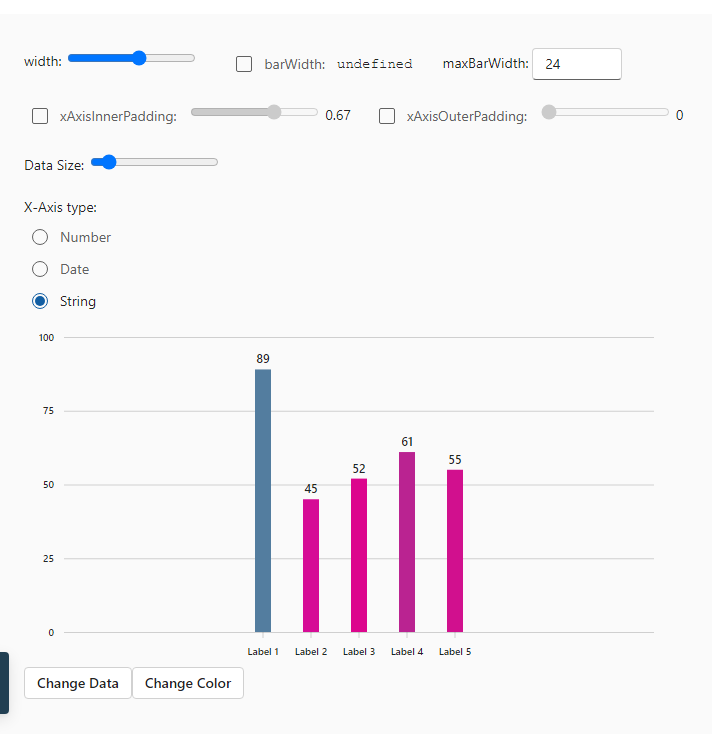 width: barWidth: undefined maxBarWidth: 24
xAxisInnerPadding: 0.67 xAxisOuterPadding: 0
Data Size:
X-Axis type:
Number
Date
String
100
89
75
61
55
52
50
45
25
0
Label 1 Label 2 Label 3 Label 4 Label 5
Change Data Change Color